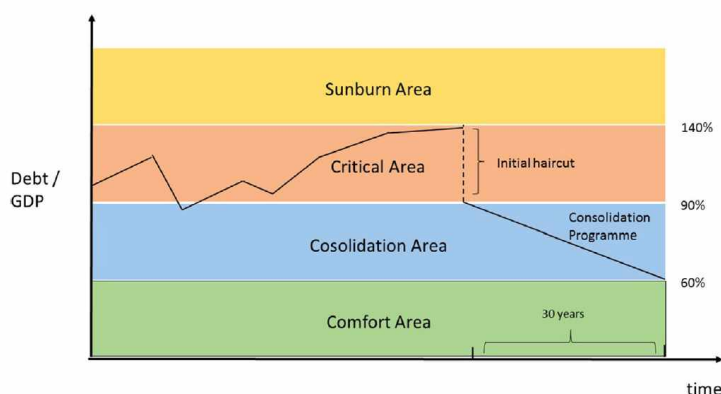 Sunburn Area
140%
Critical Area
Initial haircut
Debt /
GDP
90%
Consolidation
Programme
Cosolidation Area
60%
30 years
Comfort Area
time